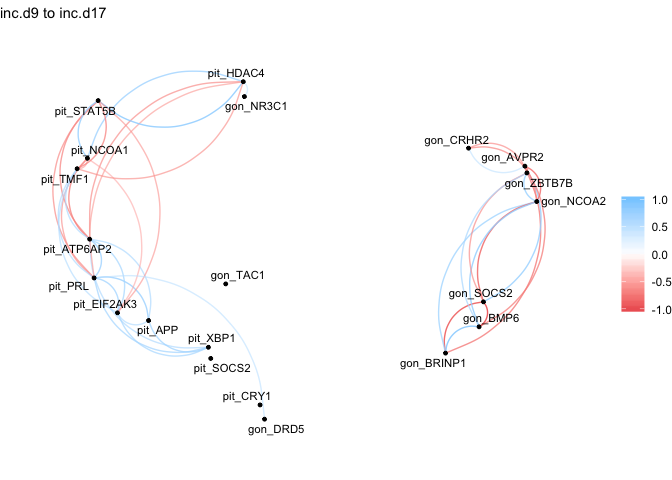 inc.d9 to inc.d17
pit_HDAC4
gon_NR3C1
pit_STAT5B
pit_NCOA1
pit_TMF1
pit_ATP6AP2
pit_PRL
pit_EIF2AK3
pit_APP
pit_XBP1
pit_SOCS2
pit_CRY1
gon_DRD5
gon_TAC1
gon_CRHR2
gon_AVPR2
gon_ZBTB7B
gon_NCOA2
gon_SOCS2
gon_BMP6
gon_BRINP1
1.0
0.5
0.0
-0.5
-1.0